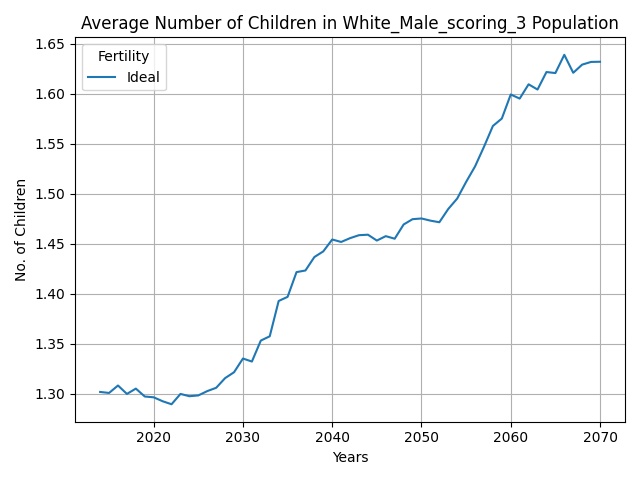 Average Number of Children in White_Male_scoring_3 Population
Fertility
Ideal
No. of Children
1.65
1.60
1.55
1.50
1.45
1.40
1.35
1.30
2020 2030 2040 2050 2060 2070
Years